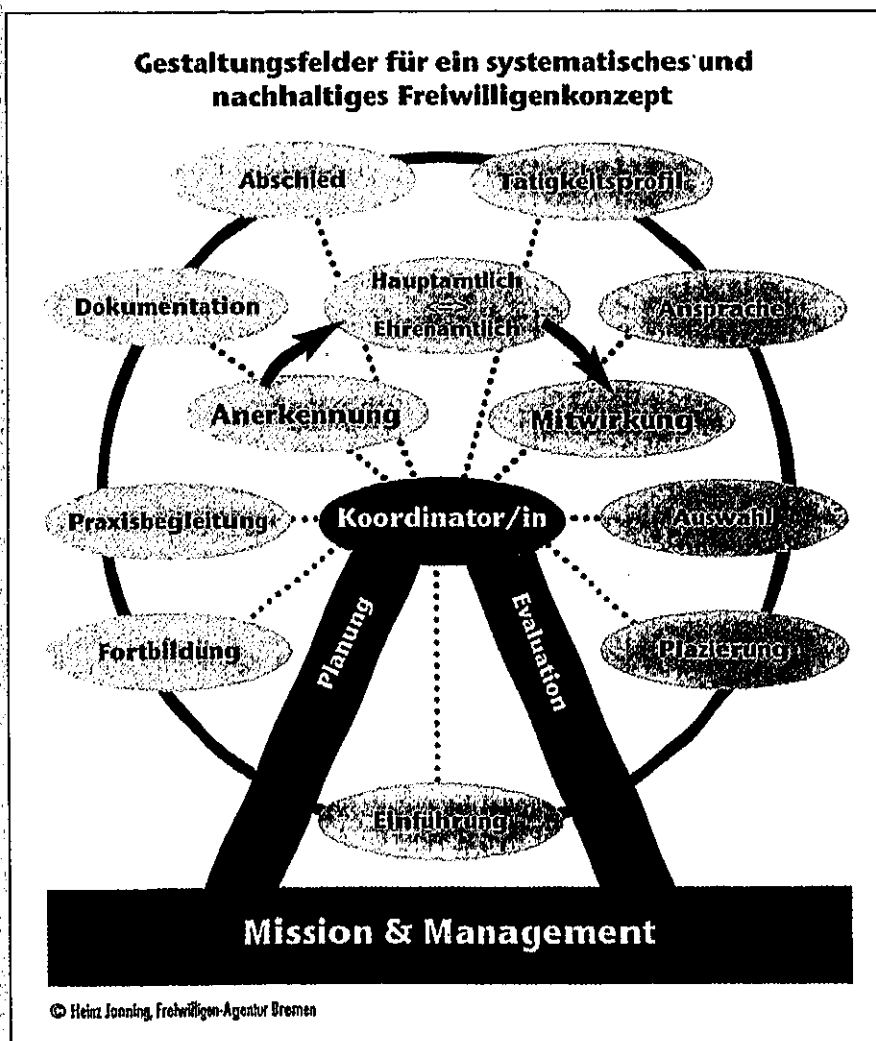 Gestaltungsfelder für ein systematisches und
nachhaltiges Freiwilligenkonzept
Abschied
Tätigkeitsprofil
Dokumentation
Hauptamtlich
Ehrenamtlich
Ansprache
Anerkennung
Mitwirkung
Praxisbegleitung
Koordinator/in
Auswahl
Fortbildung
Planung
Evaluation
Plazierung
Einführung
Mission & Management
© Heinz Janning, Freiwilligen-Agentur Bremen